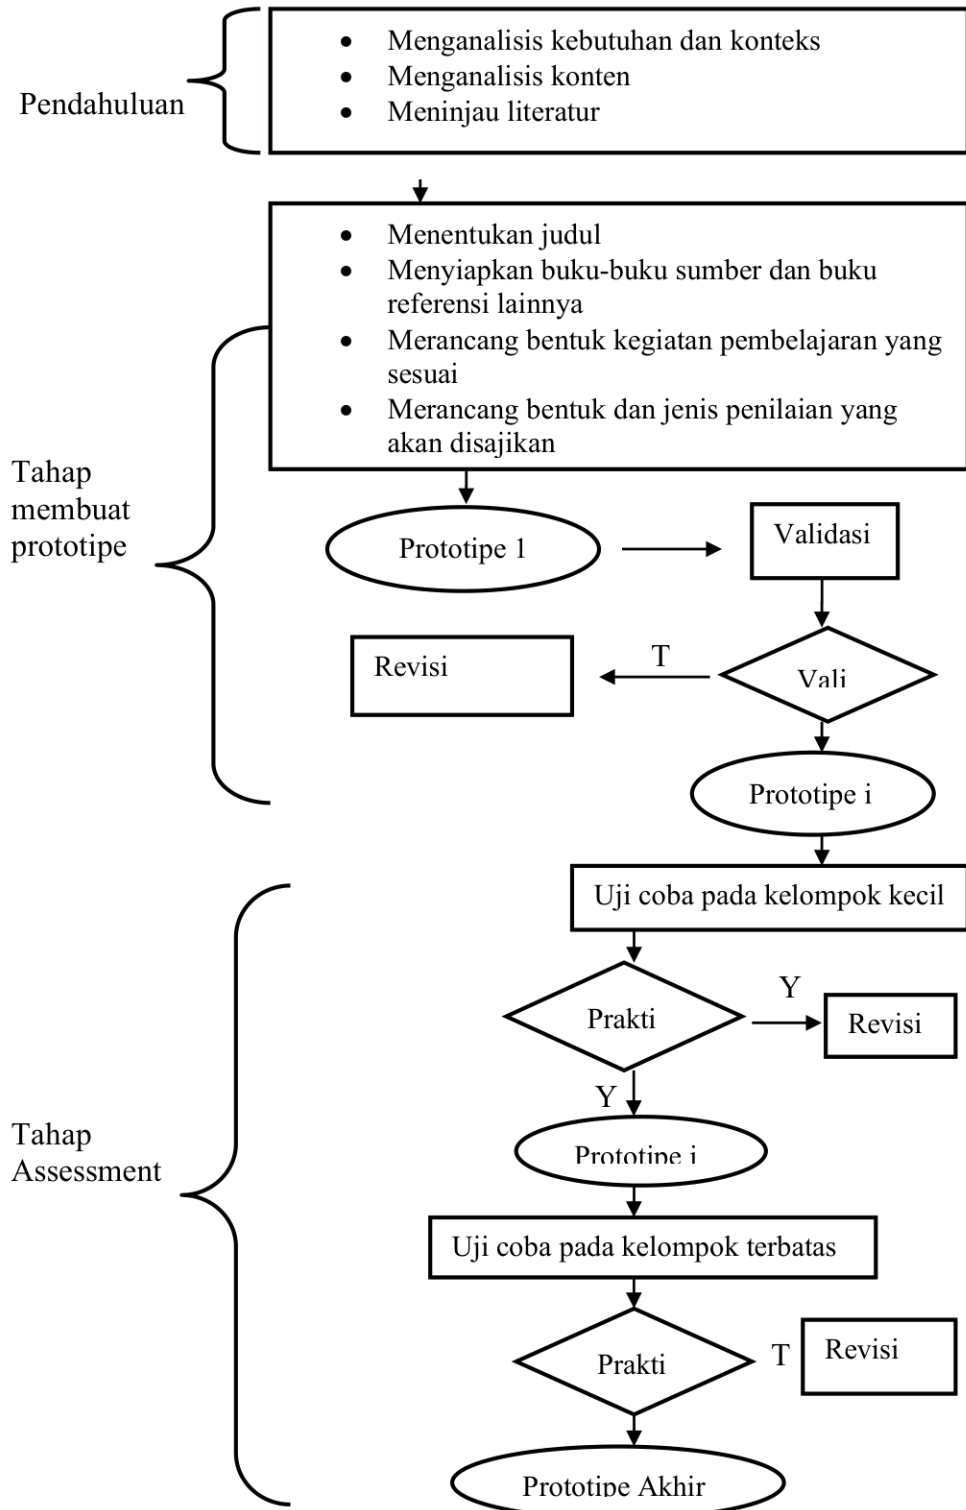 • Menganalisis kebutuhan dan konteks
• Menganalisis konten
• Meninjau literatur
Pendahuluan
• Menentukan judul
• Menyiapkan buku-buku sumber dan buku
referensi lainnya
• Merancang bentuk kegiatan pembelajaran yang
sesuai
• Merancang bentuk dan jenis penilaian yang
akan disajikan
Tahap
membuat
prototipe
Prototipe 1
Validasi
Revisi
T
Vali
Prototipe i
Uji coba pada kelompok kecil
Prakti
Y
Revisi
Y
Prototipe i
Tahap
Assessment
Uji coba pada kelompok terbatas
Prakti
T
Revisi
Prototipe Akhir